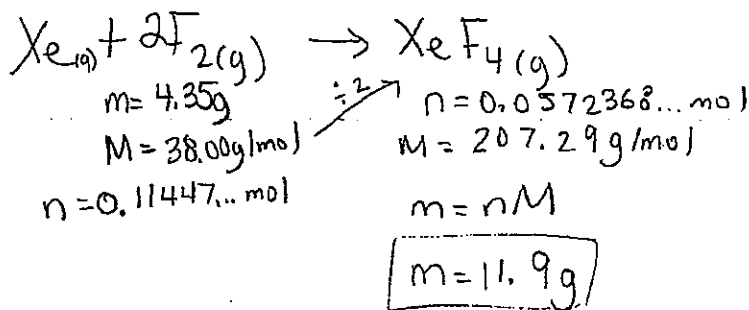 Xe(g) + 2F2(g) → XeF4(g)
m = 4.35g
÷2
n = 0.0572368... mol
M = 38.00g/mol
M = 207.29g/mol
n = 0.11447... mol
m = nM
m = 11.9g